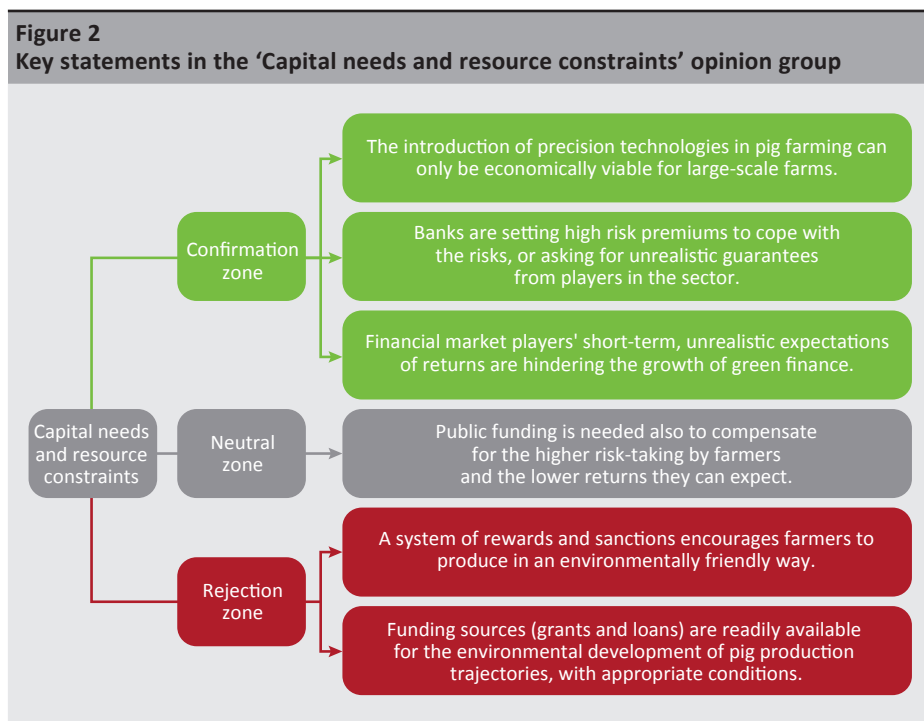 Figure 2
Key statements in the ‘Capital needs and resource constraints’ opinion group
The introduction of precision technologies in pig farming can
only be economically viable for large-scale farms.
Confirmation
zone
Banks are setting high risk premiums to cope with
the risks, or asking for unrealistic guarantees
from players in the sector.
Financial market players' short-term, unrealistic expectations
of returns are hindering the growth of green finance.
Capital needs
and resource
constraints
Neutral
zone
Public funding is needed also to compensate
for the higher risk-taking by farmers
and the lower returns they can expect.
A system of rewards and sanctions encourages farmers to
produce in an environmentally friendly way.
Rejection
zone
Funding sources (grants and loans) are readily available
for the environmental development of pig production
trajectories, with appropriate conditions.